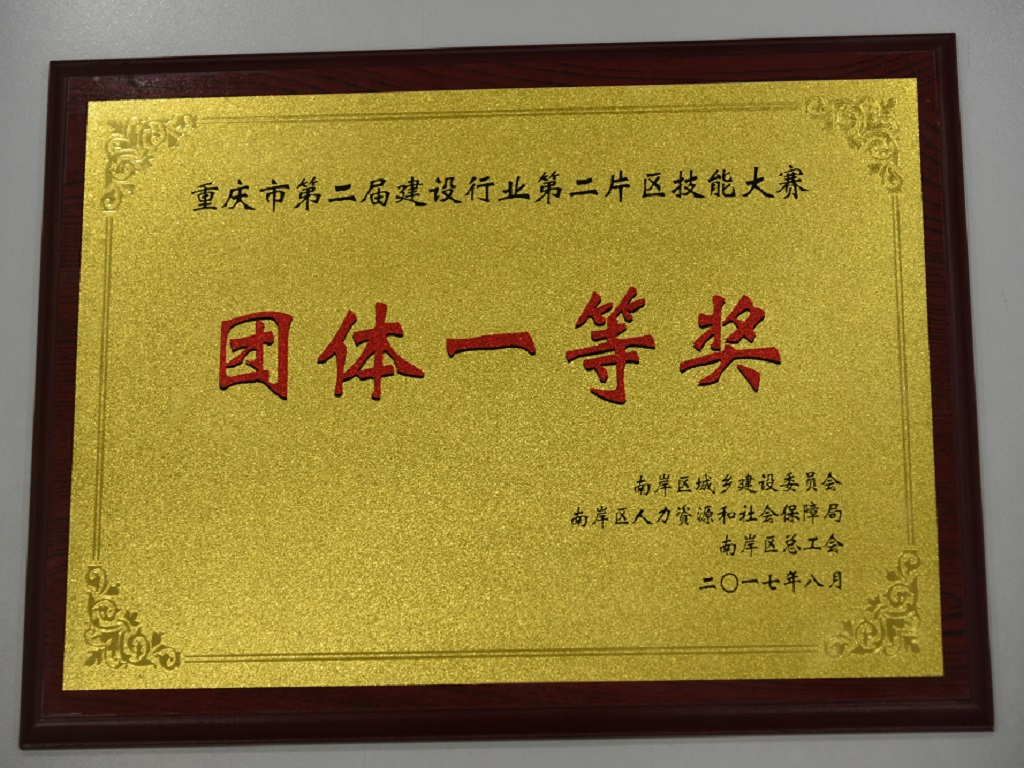 重庆市第二届建设行业第二片区技能大赛
团体一等奖
南岸区城乡建设委员会
南岸区人力资源和社会保障局
南岸区总工会
二〇一七年八月